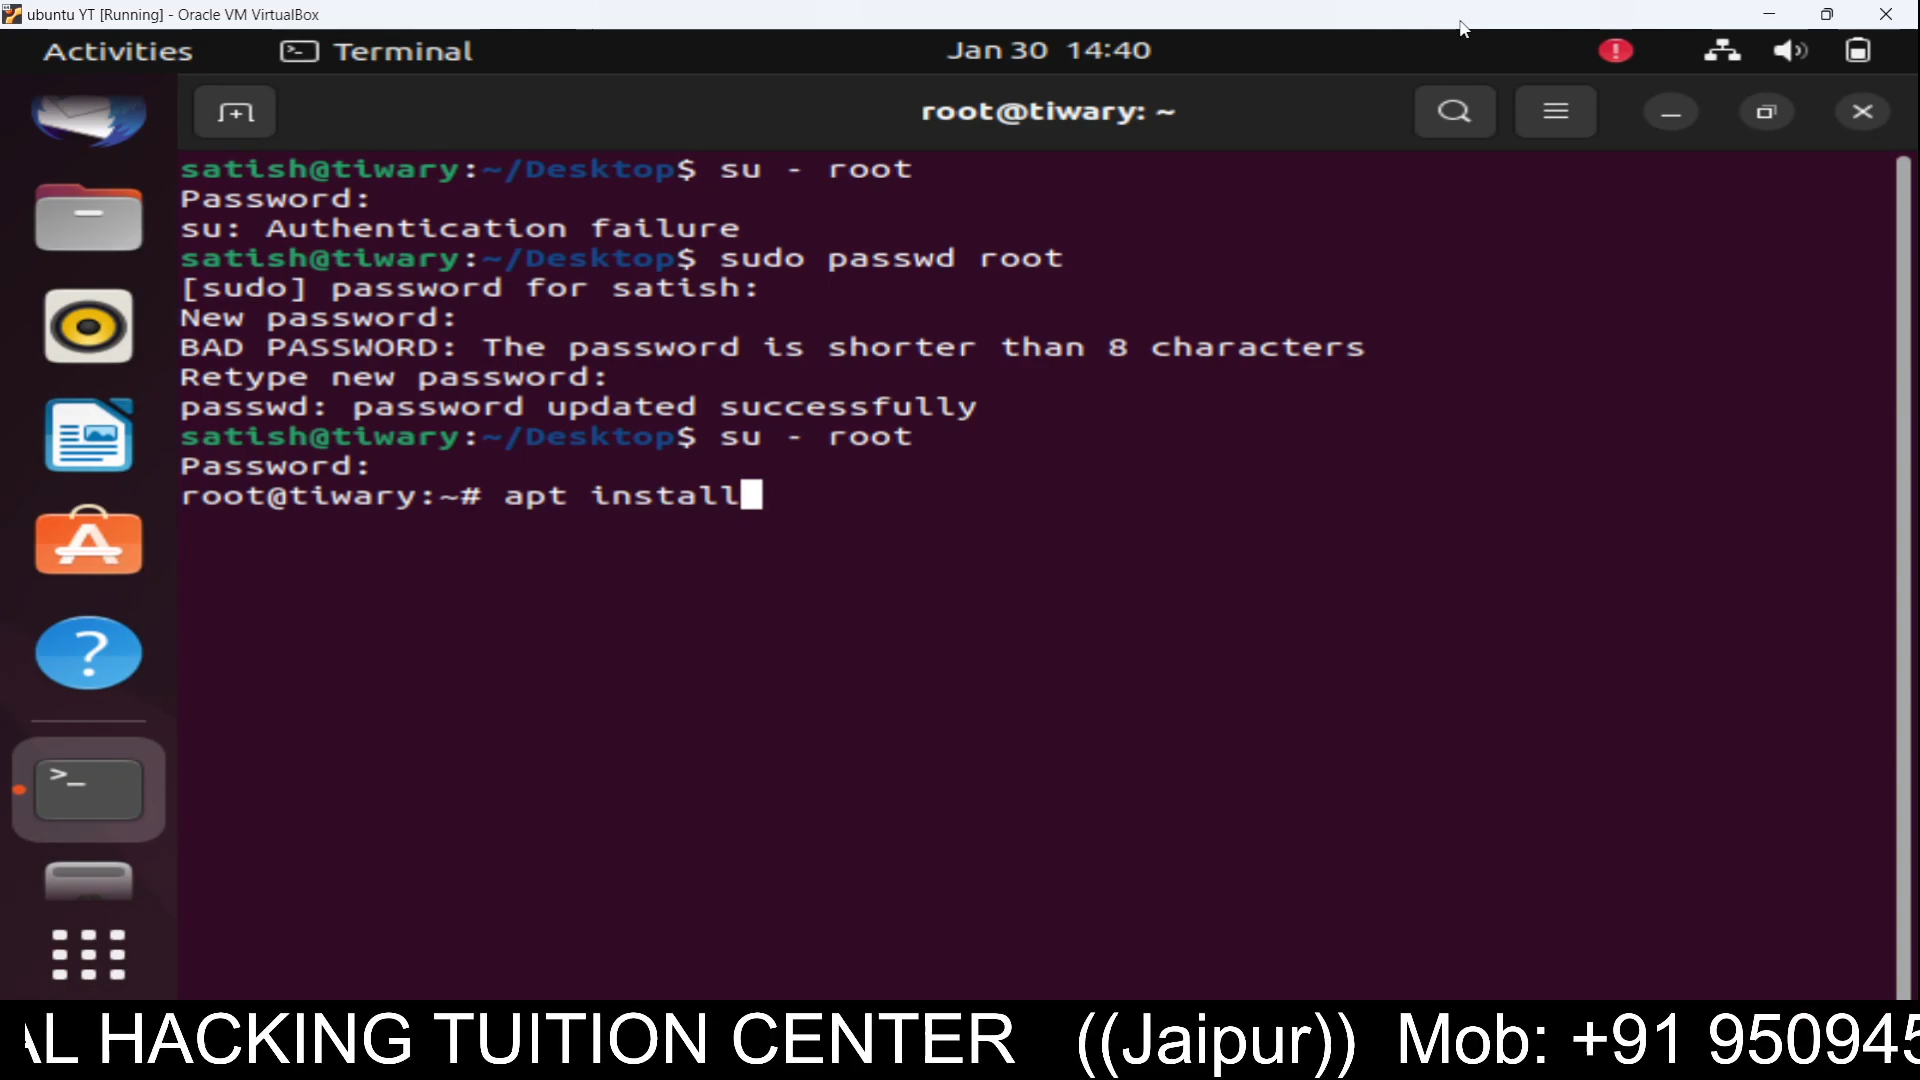 ubuntu YT [Running] - Oracle VM VirtualBox
Activities Terminal Jan 30 14:40
root@tiwary: ~
satish@tiwary:~/Desktop$ su - root
Password:
su: Authentication failure
satish@tiwary:~/Desktop$ sudo passwd root
[sudo] password for satish:
New password:
BAD PASSWORD: The password is shorter than 8 characters
Retype new password:
passwd: password updated successfully
satish@tiwary:~/Desktop$ su - root
Password:
root@tiwary:~# apt install
AL HACKING TUITION CENTER ((Jaipur)) Mob: +91 950945